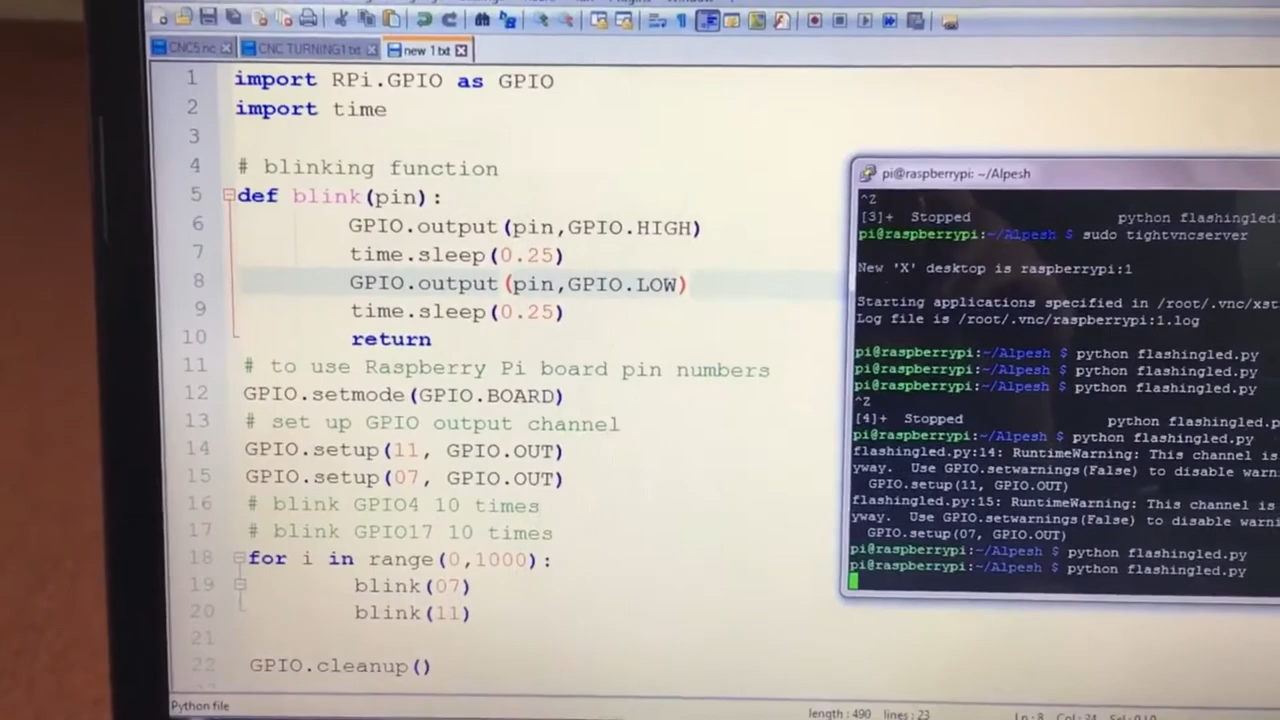 CNC5.nc
CNC TURNING1.txt
new 1.txt
1 import RPi.GPIO as GPIO
2 import time
3
4 # blinking function
5 def blink(pin):
6 GPIO.output(pin,GPIO.HIGH)
7 time.sleep(0.25)
8 GPIO.output(pin,GPIO.LOW)
9 time.sleep(0.25)
10 return
11 # to use Raspberry Pi board pin numbers
12 GPIO.setmode(GPIO.BOARD)
13 # set up GPIO output channel
14 GPIO.setup(11, GPIO.OUT)
15 GPIO.setup(07, GPIO.OUT)
16 # blink GPIO4 10 times
17 # blink GPIO17 10 times
18 for i in range(0,1000):
19 blink(07)
20 blink(11)
21
22 GPIO.cleanup()
Python file
length : 490 lines : 23
pi@raspberrypi: ~/Alpesh
^Z
[3]+ Stopped python flashingled.
pi@raspberrypi:~/Alpesh $ sudo tightvncserver
New 'X' desktop is raspberrypi:1
Starting applications specified in /root/.vnc/xst
Log file is /root/.vnc/raspberrypi:1.log
pi@raspberrypi:~/Alpesh $ python flashingled.py
pi@raspberrypi:~/Alpesh $ python flashingled.py
pi@raspberrypi:~/Alpesh $ python flashingled.py
^Z
[4]+ Stopped python flashingled.p
pi@raspberrypi:~/Alpesh $ python flashingled.py
flashingled.py:14: RuntimeWarning: This channel is
yway. Use GPIO.setwarnings(False) to disable warn
GPIO.setup(11, GPIO.OUT)
flashingled.py:15: RuntimeWarning: This channel is
yway. Use GPIO.setwarnings(False) to disable warni
GPIO.setup(07, GPIO.OUT)
pi@raspberrypi:~/Alpesh $ python flashingled.py
pi@raspberrypi:~/Alpesh $ python flashingled.py